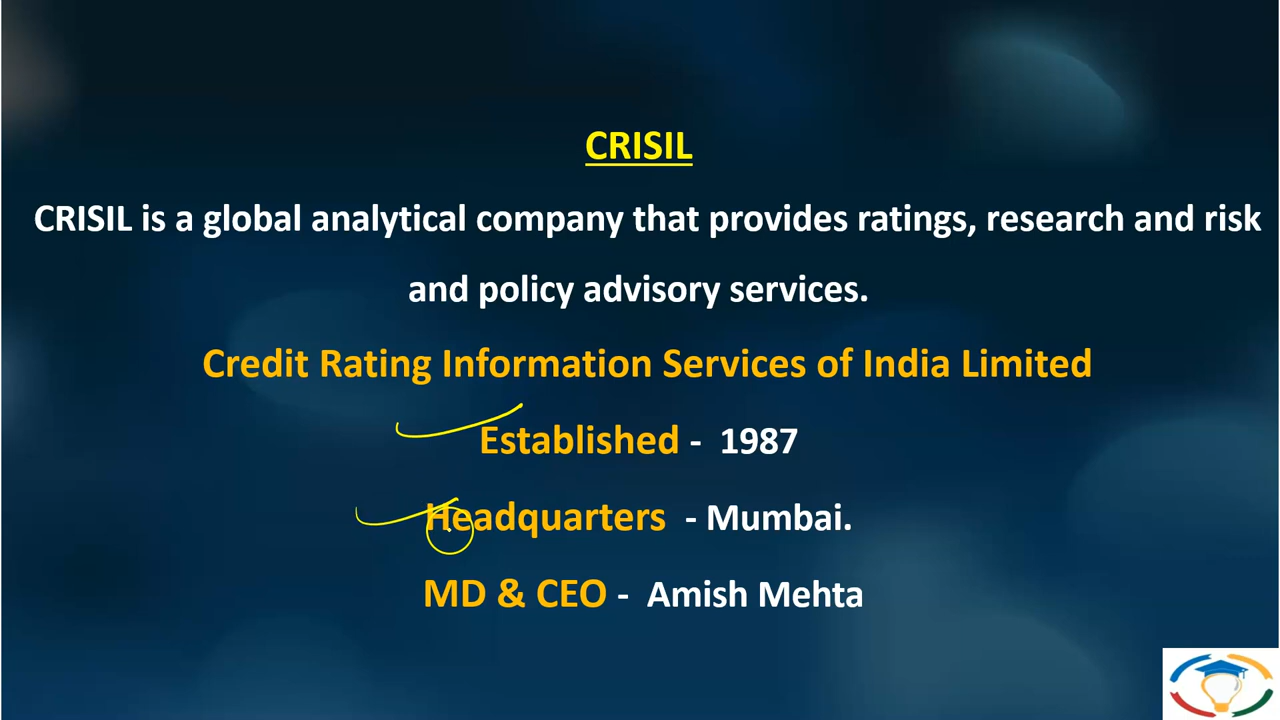 CRISIL
CRISIL is a global analytical company that provides ratings, research and risk
and policy advisory services.
Credit Rating Information Services of India Limited
Established - 1987
Headquarters - Mumbai.
MD & CEO - Amish Mehta